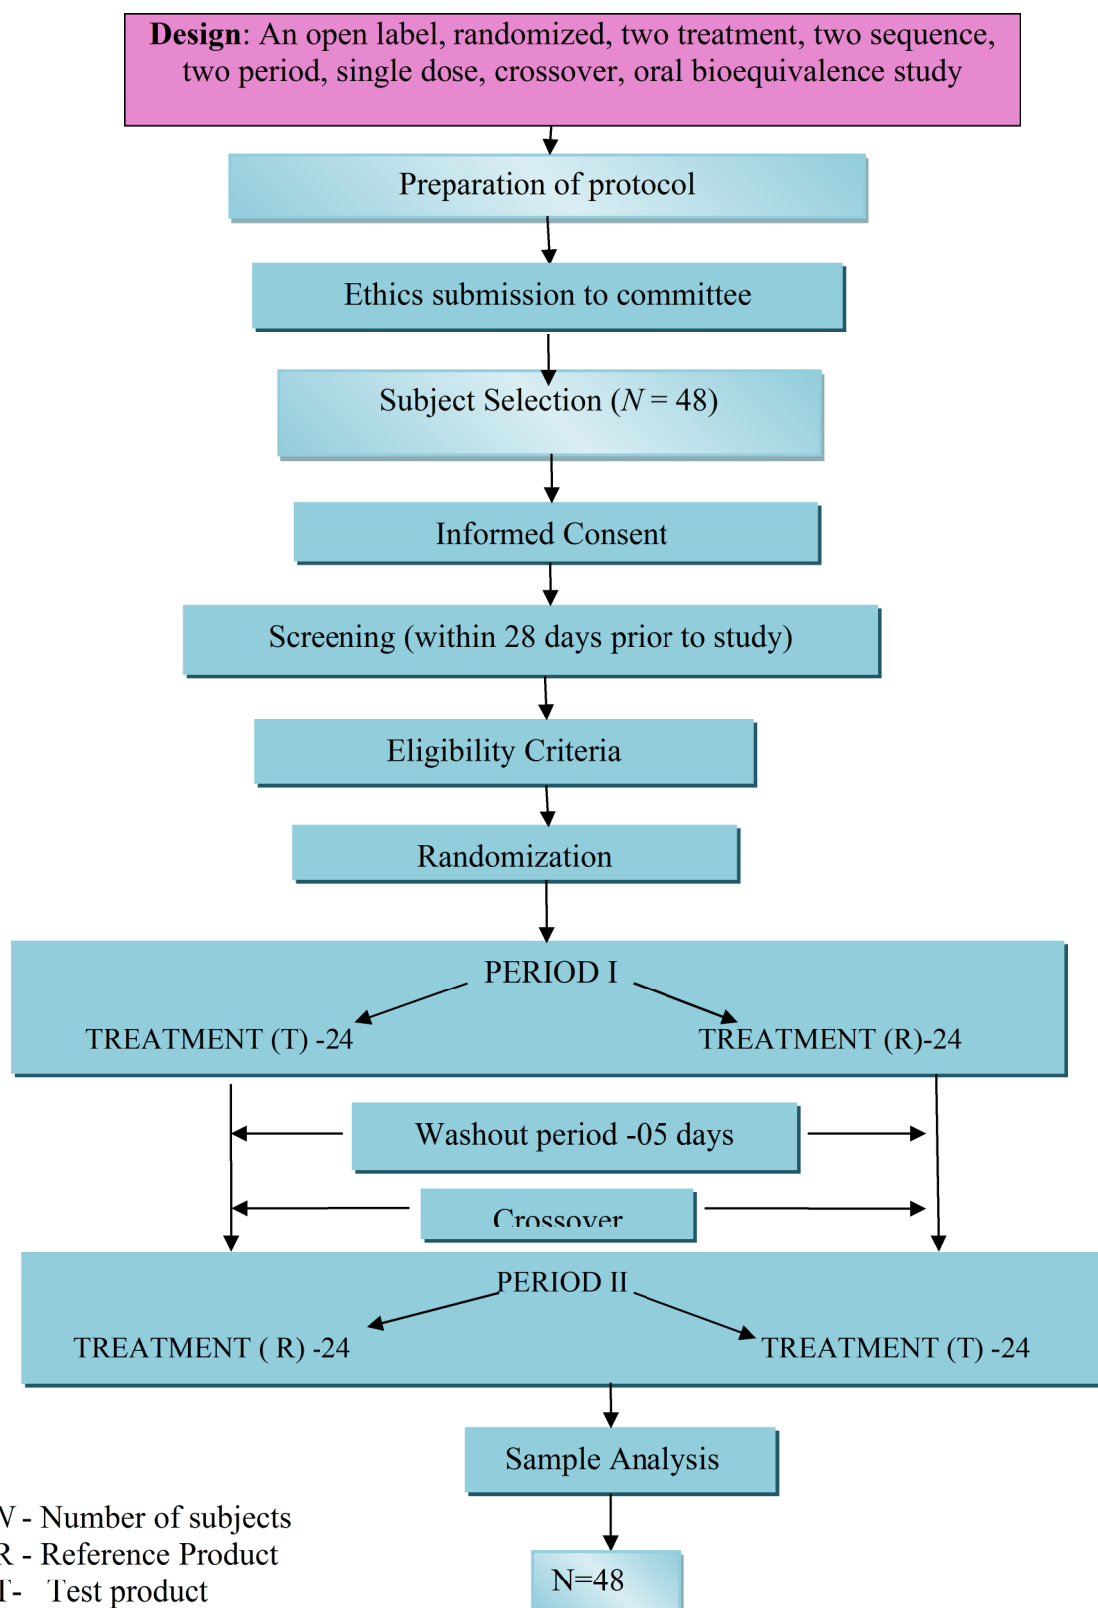 Design: An open label, randomized, two treatment, two sequence,
two period, single dose, crossover, oral bioequivalence study
Preparation of protocol
Ethics submission to committee
Subject Selection (N = 48)
Informed Consent
Screening (within 28 days prior to study)
Eligibility Criteria
Randomization
PERIOD I
TREATMENT (T) -24
TREATMENT (R)-24
Washout period -05 days
Crossover
PERIOD II
TREATMENT ( R) -24
TREATMENT (T) -24
Sample Analysis
N - Number of subjects
R - Reference Product
T- Test product
N=48